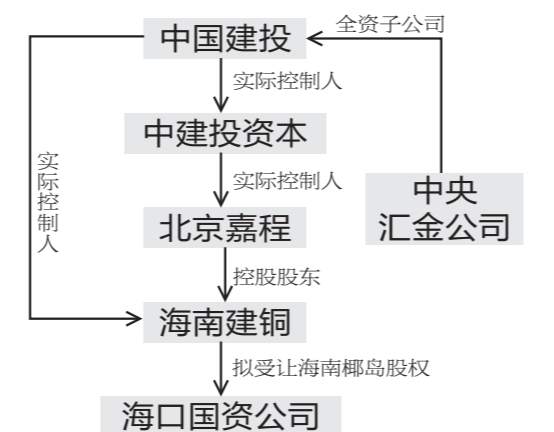 中国建投
全资子公司
实际控制人
中建投资本
实际控制人
实际控制人
中央
汇金公司
北京嘉程
控股股东
海南建铜
拟受让海南椰岛股权
海口国资公司